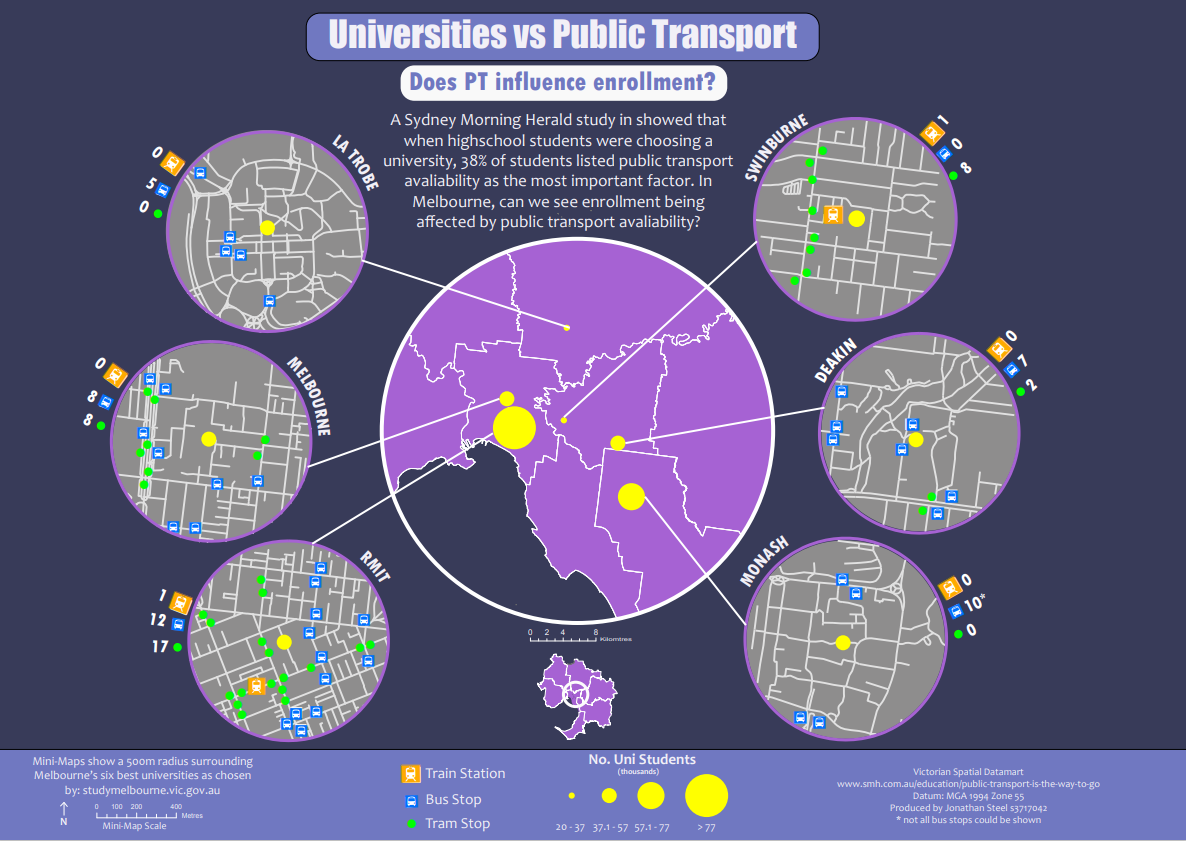 Universities vs Public Transport
Does PT influence enrollment?
A Sydney Morning Herald study in showed that
when highschool students were choosing a
university, 38% of students listed public transport
avaliability as the most important factor. In
Melbourne, can we see enrollment being
affected by public transport avaliability?
LA TROBE
0
5
0
SWINBURNE
1
0
8
MELBOURNE
0
8
8
DEAKIN
0
7
2
RMIT
1
12
17
MONASH
0
10*
0
0 2 4 8 Kilomtres
Mini-Maps show a 500m radius surrounding
Melbourne's six best universities as chosen
by: studymelbourne.vic.gov.au
N
0 100 200 400 Metres
Mini-Map Scale
Train Station
Bus Stop
Tram Stop
No. Uni Students
(thousands)
20 - 37 37.1 - 57 57.1 - 77 > 77
Victorian Spatial Datamart
www.smh.com.au/education/public-transport-is-the-way-to-go
Datum: MGA 1994 Zone 55
Produced by Jonathan Steel s3717042
* not all bus stops could be shown